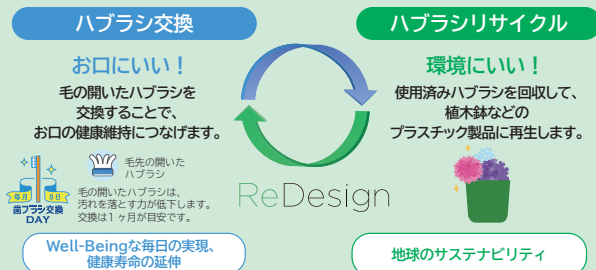 ハブラシ交換
お口にいい！
毛の開いたハブラシを
交換することで、
お口の健康維持につなげます。
毎月 8日
歯ブラシ交換
DAY
毛先の開いた
ハブラシ
毛の開いたハブラシは、
汚れを落とす力が低下します。
交換は1ヶ月が目安です。
Well-Beingな毎日の実現、
健康寿命の延伸
ReDesign
ハブラシリサイクル
環境にいい！
使用済みハブラシを回収して、
植木鉢などの
プラスチック製品に再生します。
地球のサステナビリティ